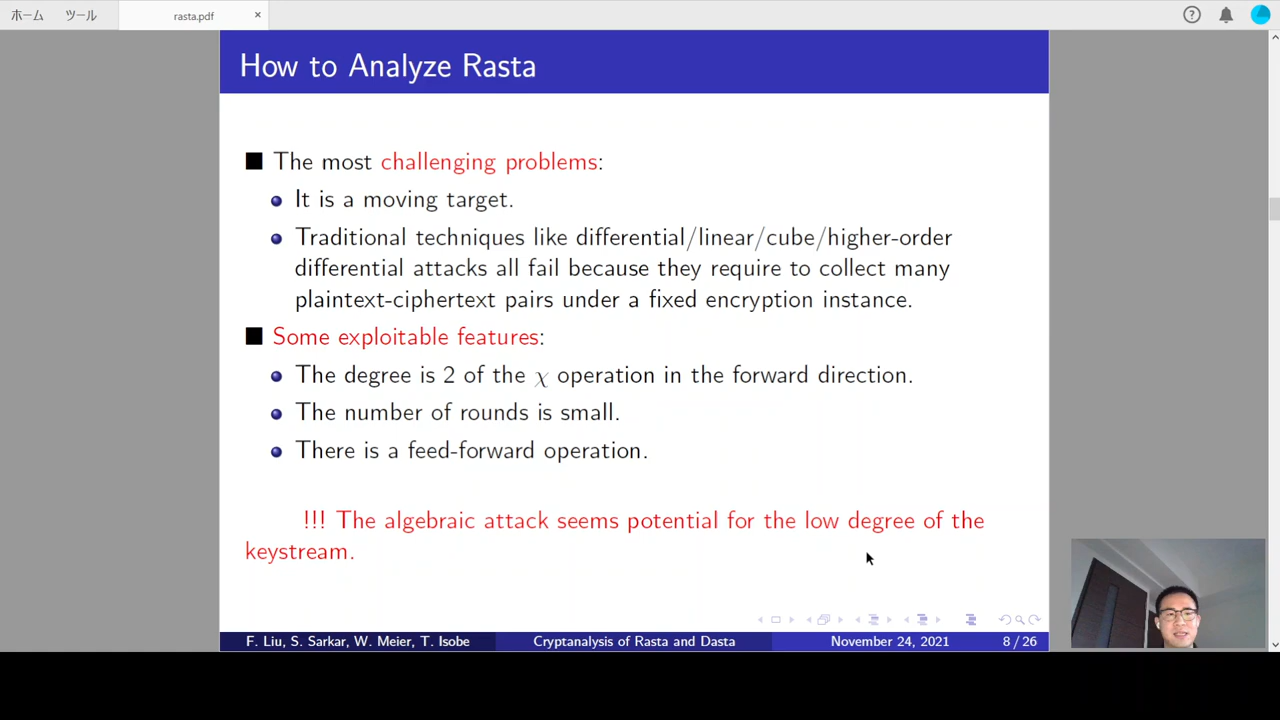 ホーム ツール rasta.pdf ×
How to Analyze Rasta
The most challenging problems:
It is a moving target.
Traditional techniques like differential/linear/cube/higher-order
differential attacks all fail because they require to collect many
plaintext-ciphertext pairs under a fixed encryption instance.
Some exploitable features:
The degree is 2 of the χ operation in the forward direction.
The number of rounds is small.
There is a feed-forward operation.
!!! The algebraic attack seems potential for the low degree of the
keystream.
F. Liu, S. Sarkar, W. Meier, T. Isobe Cryptanalysis of Rasta and Dasta November 24, 2021 8 / 26